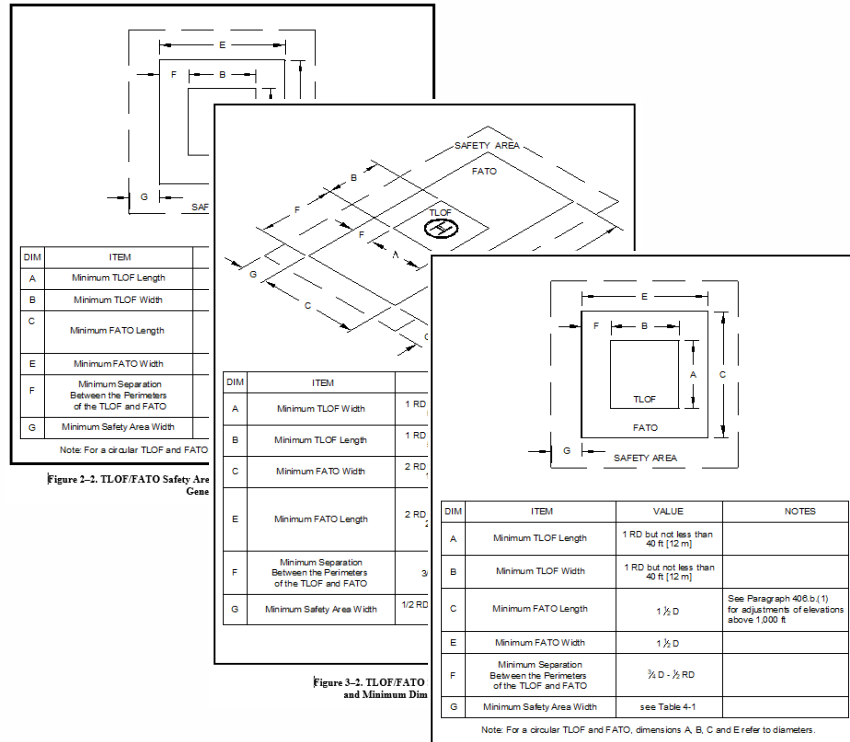 E
F
B
G
SAF
DIM ITEM
A Minimum TLOF Length
B Minimum TLOF Width
C Minimum FATO Length
E Minimum FATO Width
F Minimum Separation
Between the Perimeters
of the TLOF and FATO
G Minimum Safety Area Width
Note: For a circular TLOF and FATO
Figure 2–2. TLOF/FATO Safety Are
Gene
SAFETY AREA
FATO
B
TLOF
H
F
F
A
G
C
DIM ITEM
A Minimum TLOF Width 1 RD
B Minimum TLOF Length 1 RD
C Minimum FATO Width 2 RD
E Minimum FATO Length 2 RD
2
F Minimum Separation
Between the Perimeters
of the TLOF and FATO
3/
G Minimum Safety Area Width 1/2 RD
Figure 3–2. TLOF/FATO
and Minimum Dim
E
F
B
A
C
TLOF
FATO
G
SAFETY AREA
DIM ITEM VALUE NOTES
A Minimum TLOF Length 1 RD but not less than
40 ft [12 m]
B Minimum TLOF Width 1 RD but not less than
40 ft [12 m]
C Minimum FATO Length 1 ½ D See Paragraph 406.b.(1)
for adjustments of elevations
above 1,000 ft
E Minimum FATO Width 1 ½ D
F Minimum Separation
Between the Perimeters
of the TLOF and FATO
¾ D - ½ RD
G Minimum Safety Area Width see Table 4-1
Note: For a circular TLOF and FATO, dimensions A, B, C and E refer to diameters.